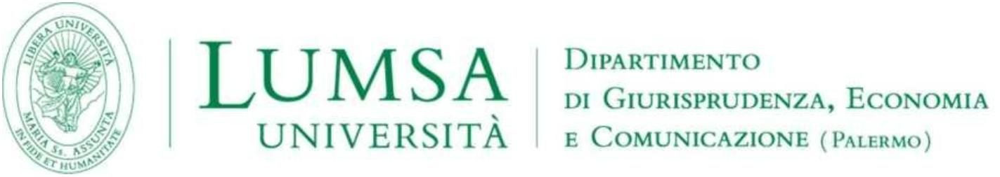 LIBERA UNIVERSITÀ
MARIA SS. ASSUNTA
IN FIDE ET HUMANITATE
LUMSA
UNIVERSITÀ
DIPARTIMENTO
DI GIURISPRUDENZA, ECONOMIA
E COMUNICAZIONE (PALERMO)